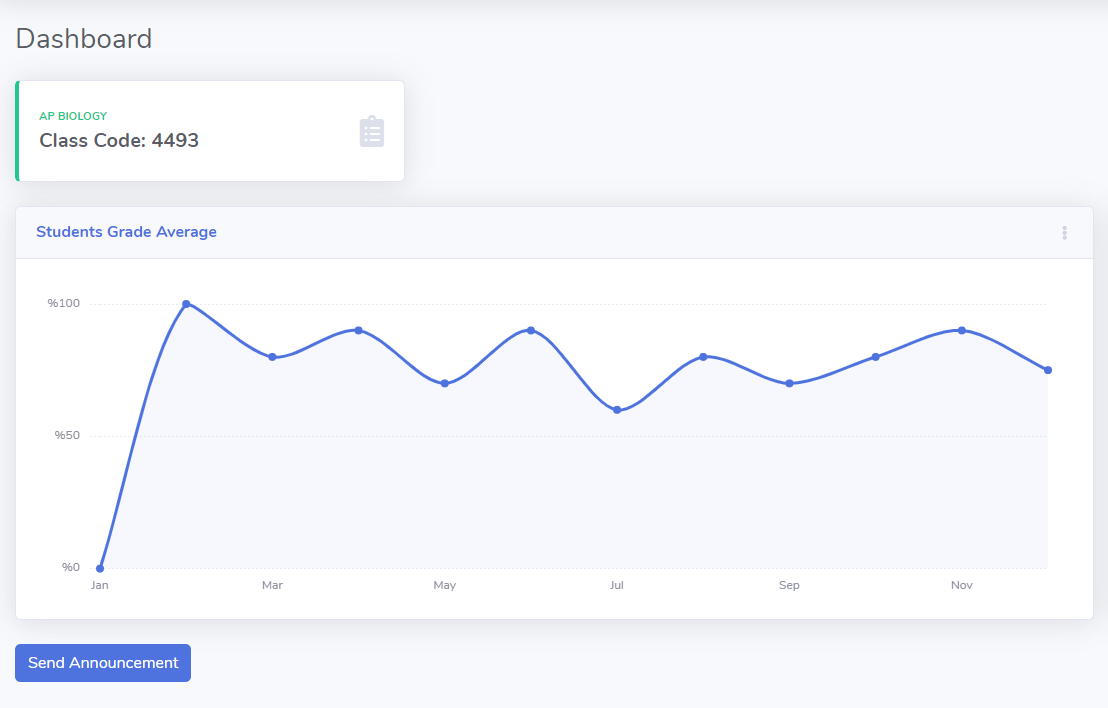 Dashboard
AP BIOLOGY
Class Code: 4493
Students Grade Average
%100
%50
%0
Jan Mar May Jul Sep Nov
Send Announcement